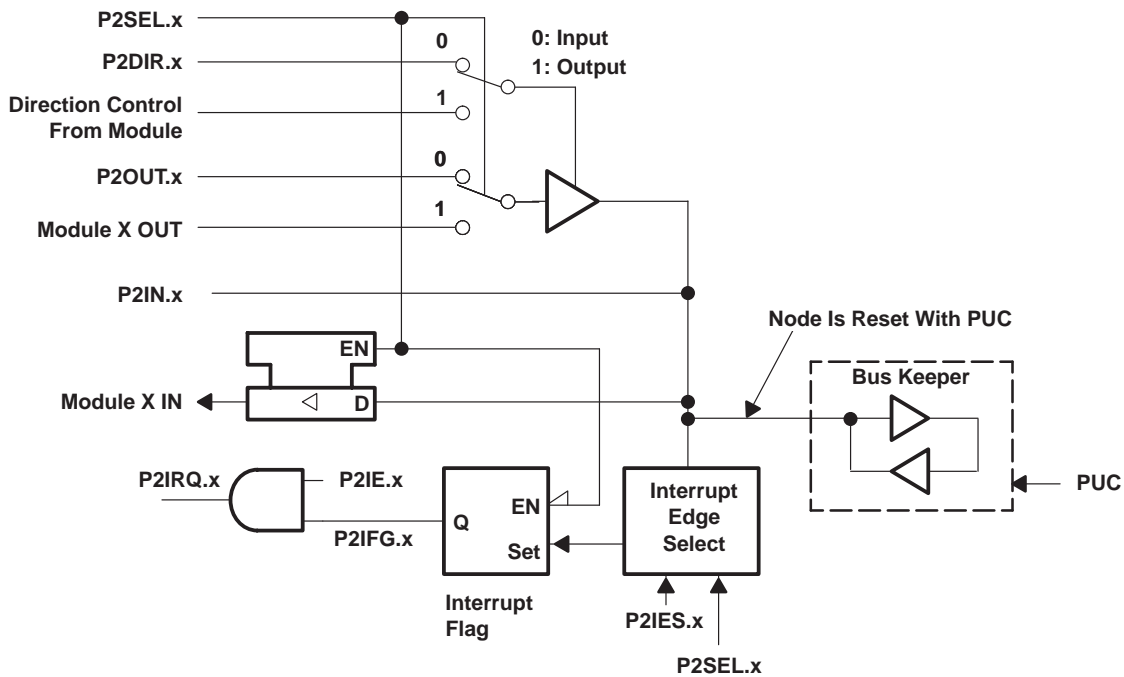 P2SEL.x
0
0: Input
1: Output
P2DIR.x
Direction Control
From Module
1
P2OUT.x
0
Module X OUT
1
P2IN.x
Node Is Reset With PUC
EN
Bus Keeper
Module X IN
D
P2IRQ.x
P2IE.x
PUC
P2IFG.x
Q
EN
Set
Interrupt
Edge
Select
Interrupt
Flag
P2IES.x
P2SEL.x